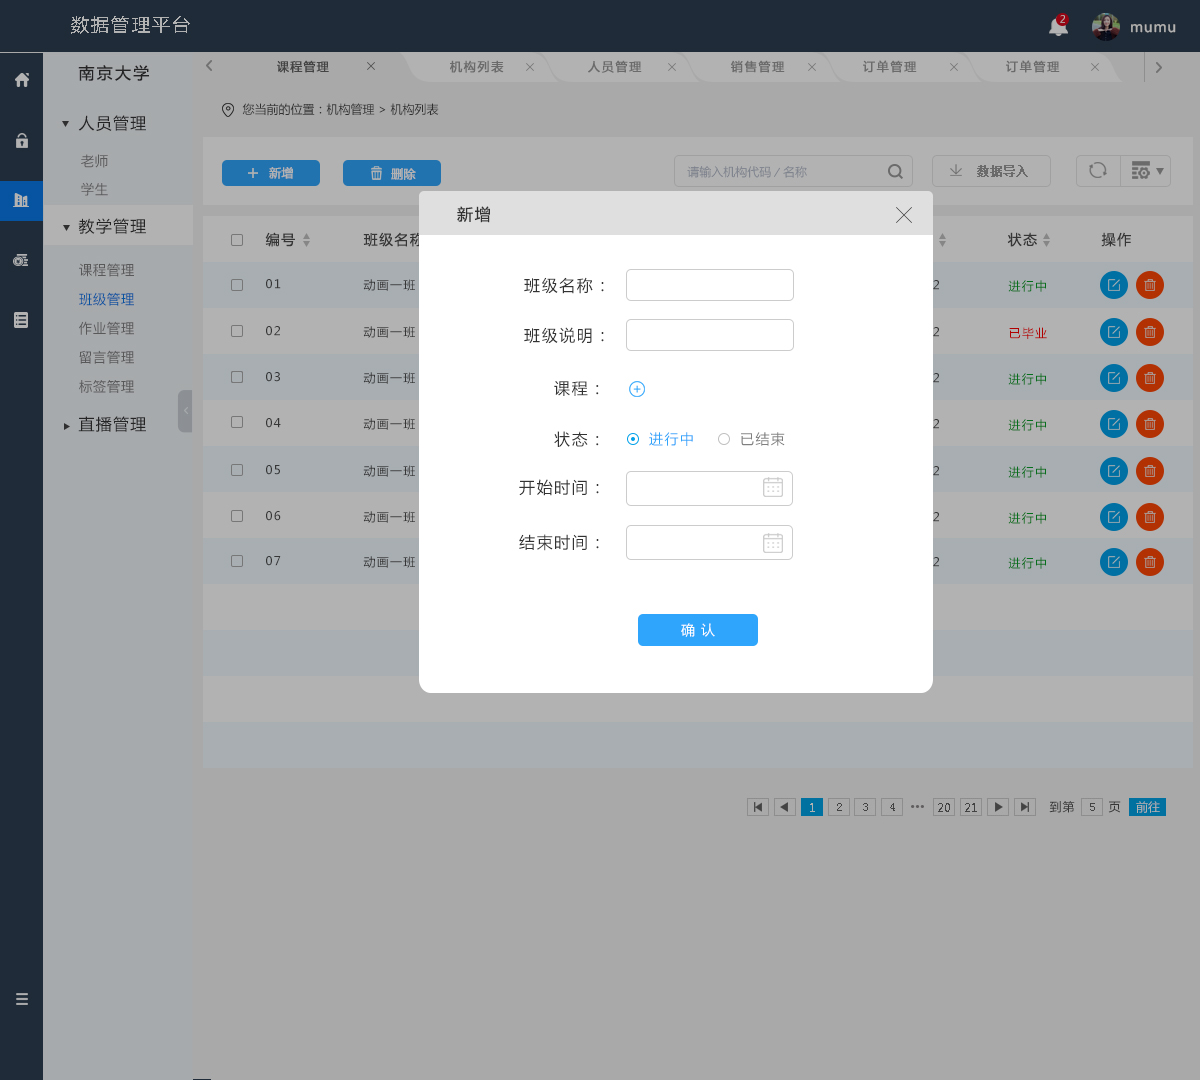 数据管理平台
2
mumu
南京大学
人员管理
老师
学生
教学管理
课程管理
班级管理
作业管理
留言管理
标签管理
直播管理
课程管理 机构列表 人员管理 销售管理 订单管理 订单管理
您当前的位置：机构管理 > 机构列表
新增 删除 请输入机构代码 / 名称 数据导入
编号 班级名称 状态 操作
01 动画一班 2 进行中
02 动画一班 2 已毕业
03 动画一班 2 进行中
04 动画一班 2 进行中
05 动画一班 2 进行中
06 动画一班 2 进行中
07 动画一班 2 进行中
新增
班级名称：
班级说明：
课程：
状态： 进行中 已结束
开始时间：
结束时间：
确 认
1 2 3 4 ··· 20 21 到第 5 页 前往